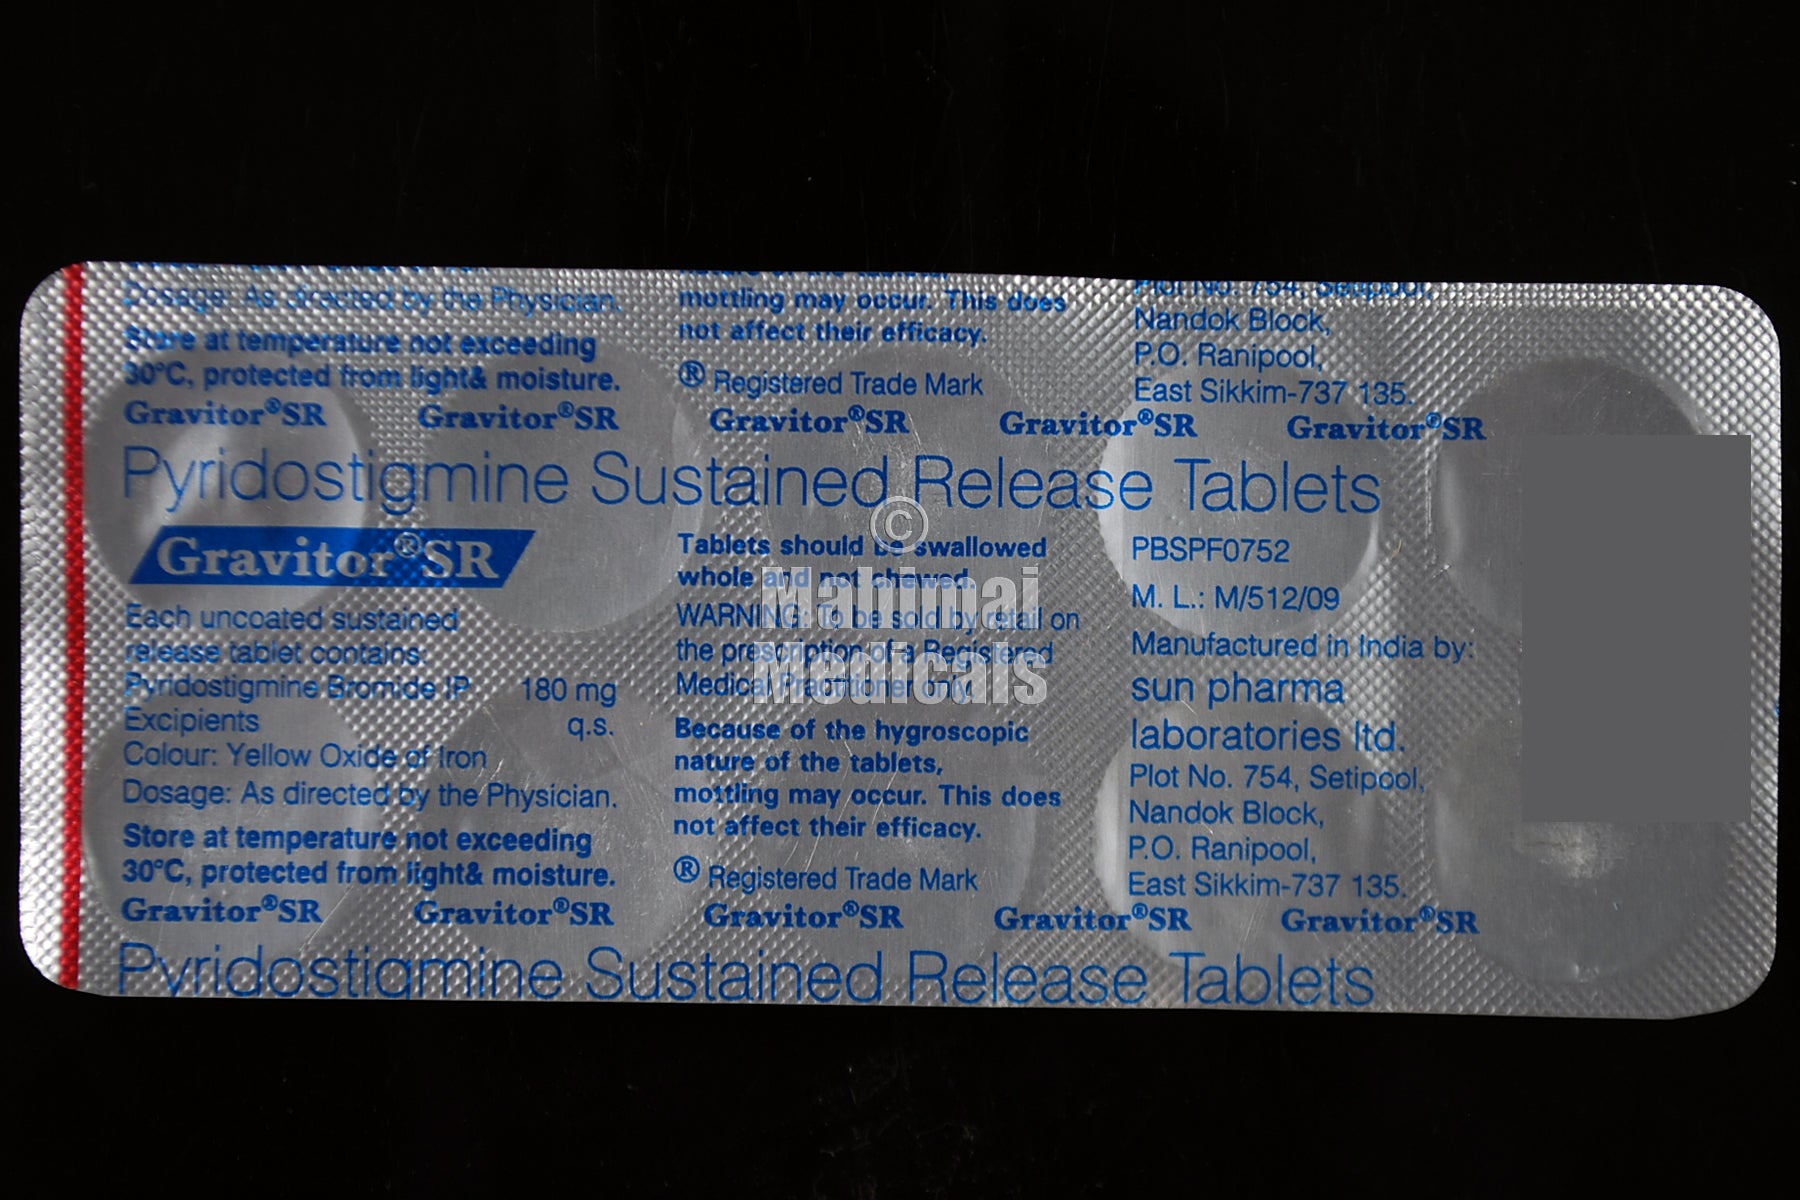 Dosage: As directed by the Physician.
Store at temperature not exceeding
30°C, protected from light& moisture.
mottling may occur. This does
not affect their efficacy.
® Registered Trade Mark
Plot No. 754, Setipool,
Nandok Block,
P.O. Ranipool,
East Sikkim-737 135.
Gravitor®SR Gravitor®SR Gravitor®SR Gravitor®SR Gravitor®SR
Pyridostigmine Sustained Release Tablets
Gravitor®SR
Each uncoated sustained
release tablet contains:
Pyridostigmine Bromide IP 180 mg
Excipients q.s.
Colour: Yellow Oxide of Iron
Dosage: As directed by the Physician.
Store at temperature not exceeding
30°C, protected from light& moisture.
Tablets should be swallowed
whole and not chewed.
WARNING: To be sold by retail on
the prescription of a Registered
Medical Practitioner only.
Because of the hygroscopic
nature of the tablets,
mottling may occur. This does
not affect their efficacy.
® Registered Trade Mark
PBSPF0752
M. L.: M/512/09
Manufactured in India by:
sun pharma
laboratories ltd.
Plot No. 754, Setipool,
Nandok Block,
P.O. Ranipool,
East Sikkim-737 135.
Gravitor®SR Gravitor®SR Gravitor®SR Gravitor®SR Gravitor®SR
Pyridostigmine Sustained Release Tablets
©
Mahimai
Medicals